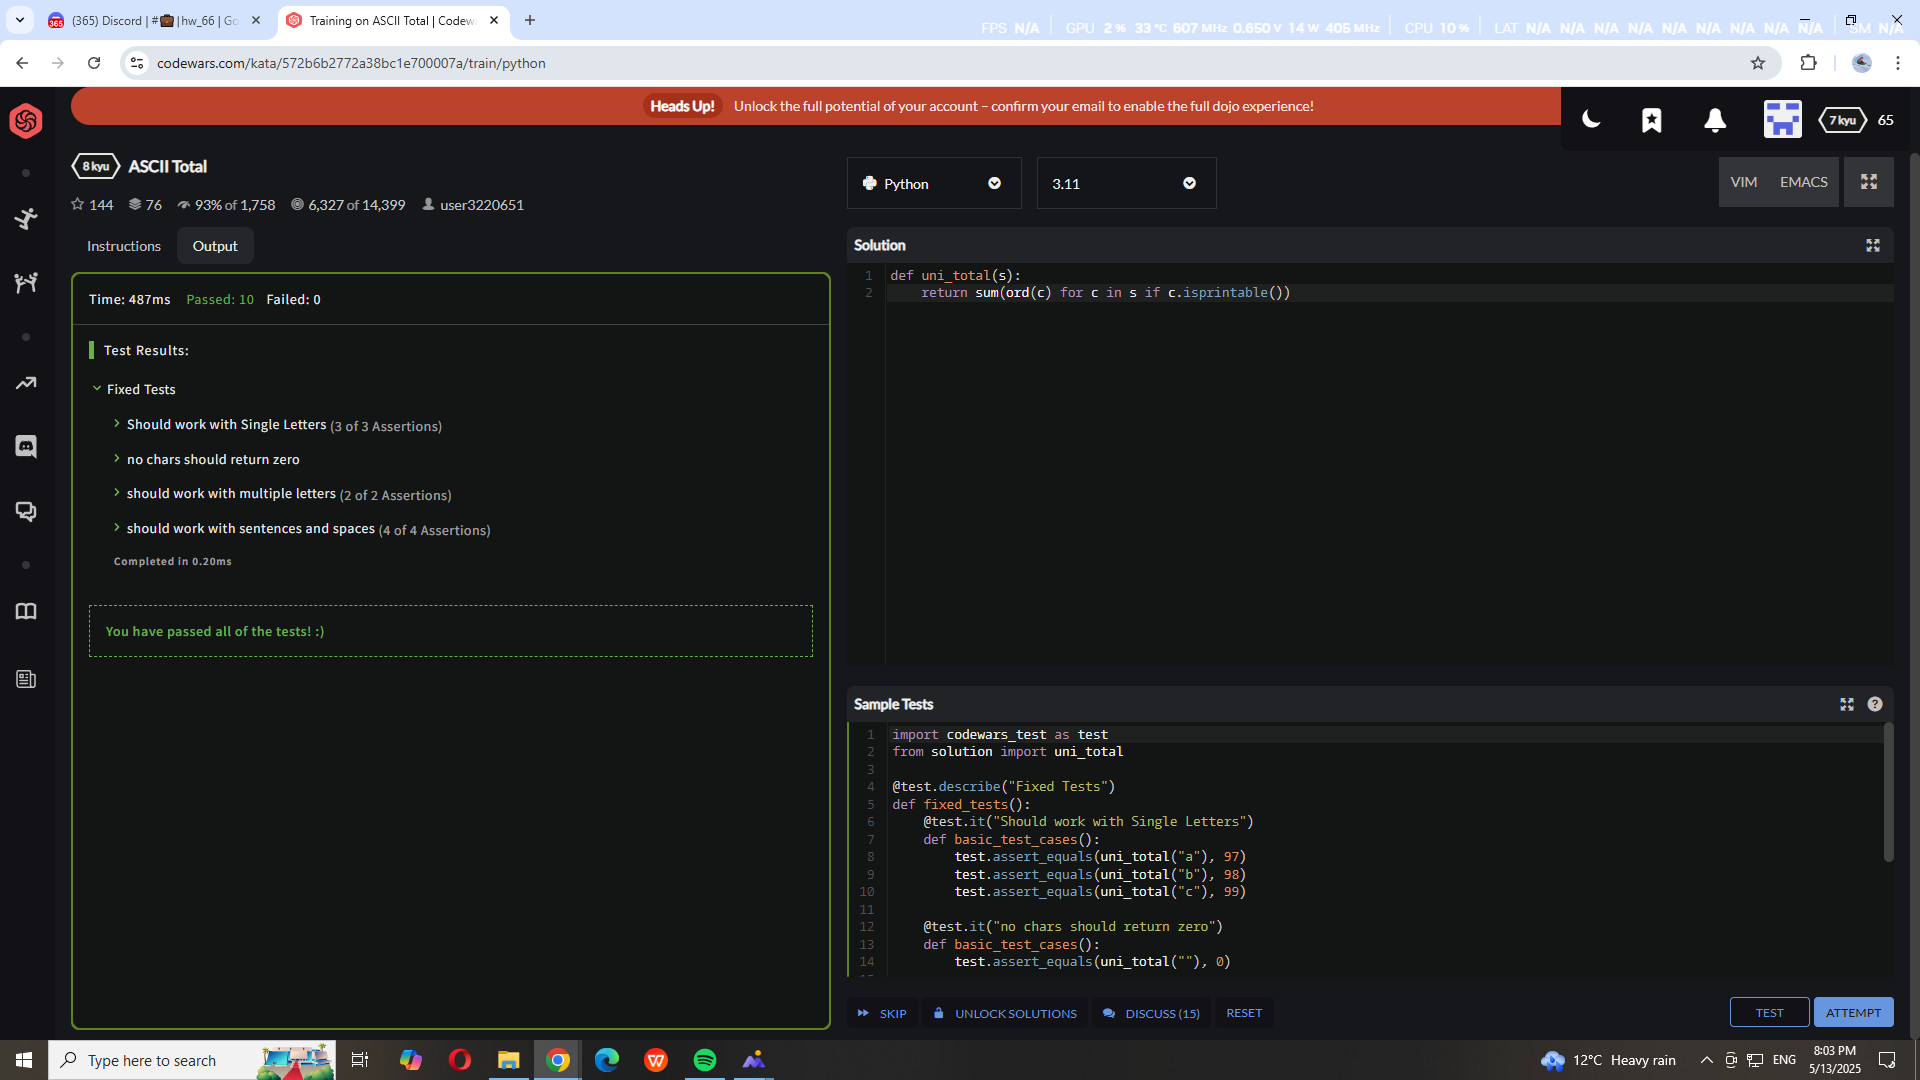 (365) Discord | #💼|hw_66 | Go
Training on ASCII Total | Codewa
FPS N/A GPU 2 % 33 °C 607 MHz 0.650 V 14 W 405 MHz CPU 10 % LAT N/A N/A N/A N/A N/A N/A N/A N/A N/A SM N/A
codewars.com/kata/572b6b2772a38bc1e700007a/train/python
Heads Up! Unlock the full potential of your account – confirm your email to enable the full dojo experience!
7 kyu 65
8 kyu ASCII Total
144 76 93% of 1,758 6,327 of 14,399 user3220651
Instructions Output
Time: 487ms Passed: 10 Failed: 0
Test Results:
Fixed Tests
Should work with Single Letters (3 of 3 Assertions)
no chars should return zero
should work with multiple letters (2 of 2 Assertions)
should work with sentences and spaces (4 of 4 Assertions)
Completed in 0.20ms
You have passed all of the tests! :)
Python 3.11 VIM EMACS
Solution
1 def uni_total(s):
2     return sum(ord(c) for c in s if c.isprintable())
Sample Tests
1 import codewars_test as test
2 from solution import uni_total
3
4 @test.describe("Fixed Tests")
5 def fixed_tests():
6     @test.it("Should work with Single Letters")
7     def basic_test_cases():
8         test.assert_equals(uni_total("a"), 97)
9         test.assert_equals(uni_total("b"), 98)
10         test.assert_equals(uni_total("c"), 99)
11
12     @test.it("no chars should return zero")
13     def basic_test_cases():
14         test.assert_equals(uni_total(""), 0)
SKIP UNLOCK SOLUTIONS DISCUSS (15) RESET TEST ATTEMPT
Type here to search
12°C Heavy rain ENG
8:03 PM
5/13/2025